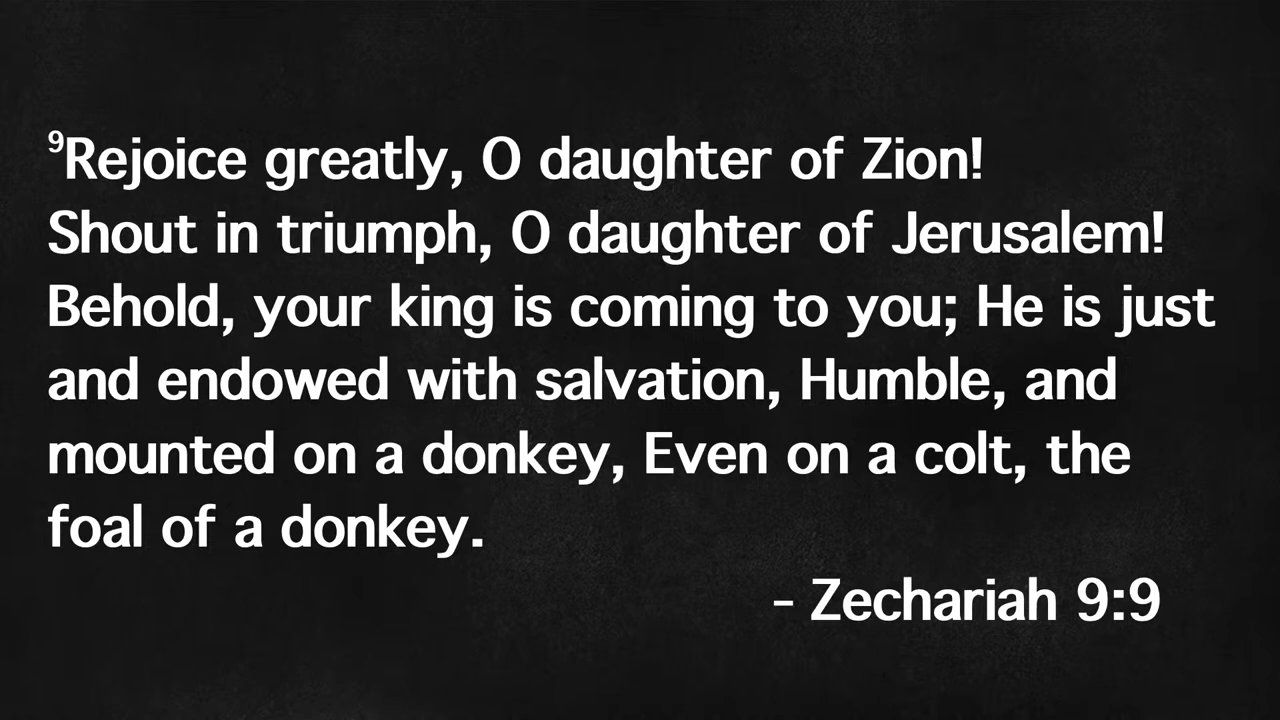 ⁹Rejoice greatly, O daughter of Zion!
Shout in triumph, O daughter of Jerusalem!
Behold, your king is coming to you; He is just
and endowed with salvation, Humble, and
mounted on a donkey, Even on a colt, the
foal of a donkey.
– Zechariah 9:9